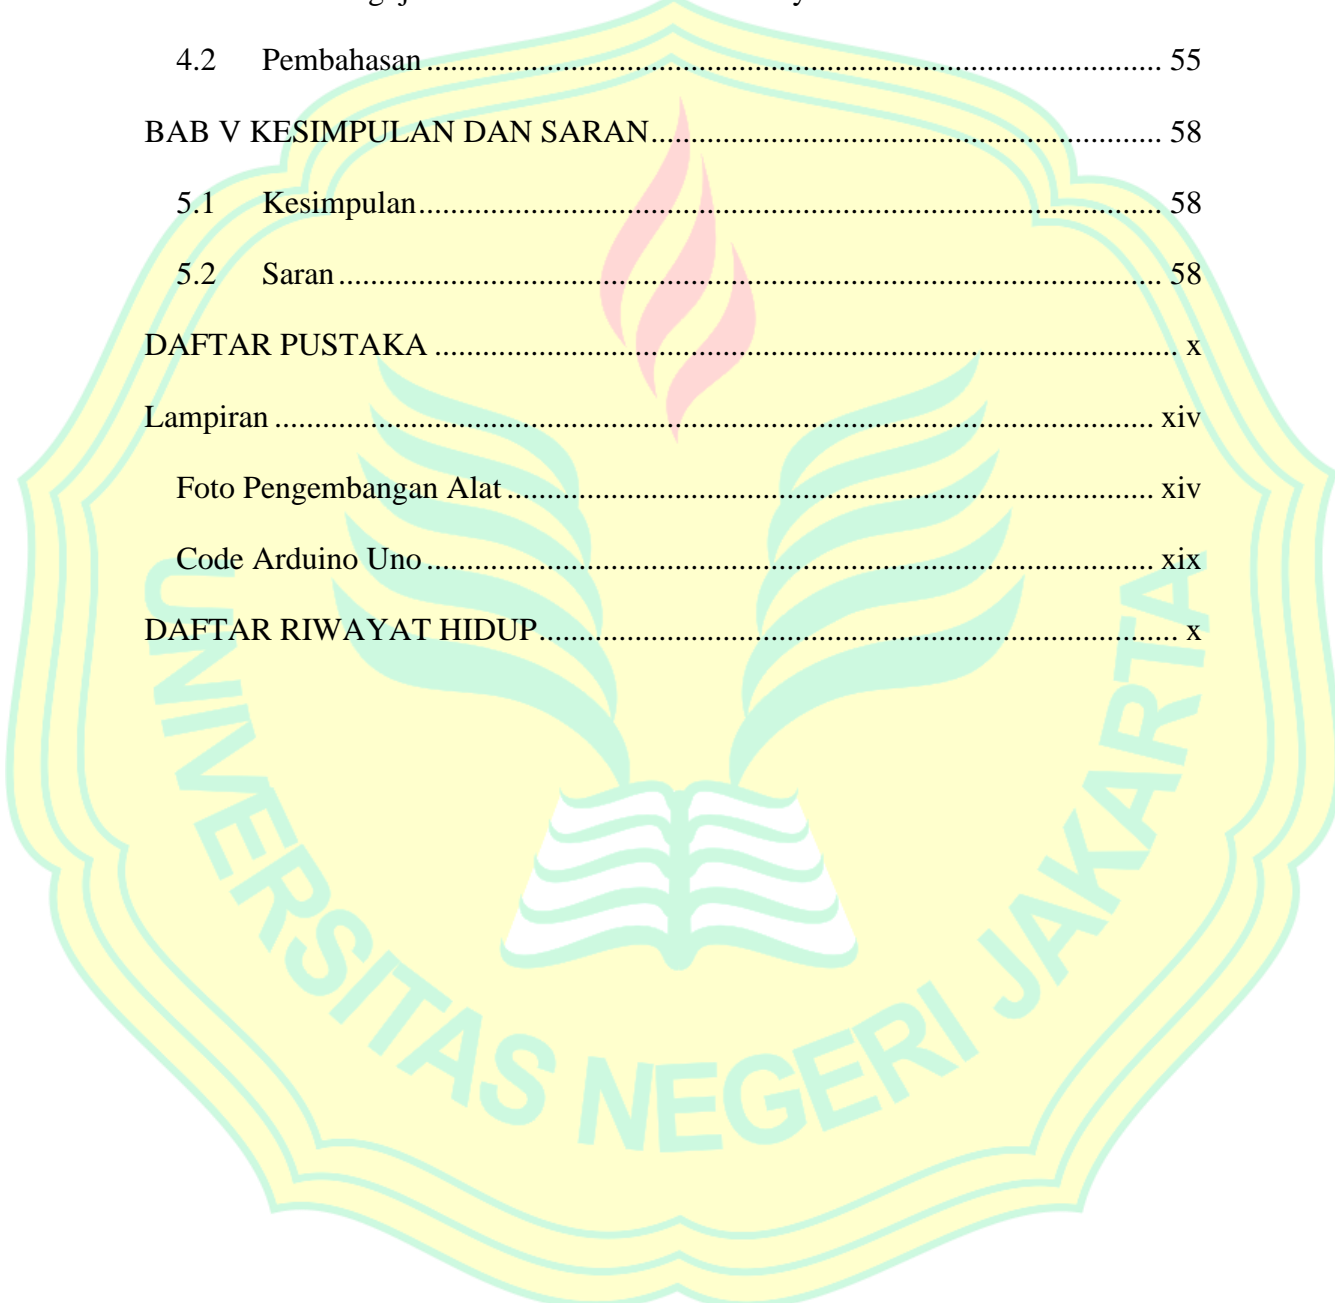 4.2 Pembahasan ........................................................................................... 55
BAB V KESIMPULAN DAN SARAN ............................................................... 58
5.1 Kesimpulan ............................................................................................ 58
5.2 Saran ...................................................................................................... 58
DAFTAR PUSTAKA ............................................................................................ x
Lampiran ............................................................................................................. xiv
Foto Pengembangan Alat ................................................................................ xiv
Code Arduino Uno .......................................................................................... xix
DAFTAR RIWAYAT HIDUP ............................................................................... x
UNIVERSITAS NEGERI JAKARTA